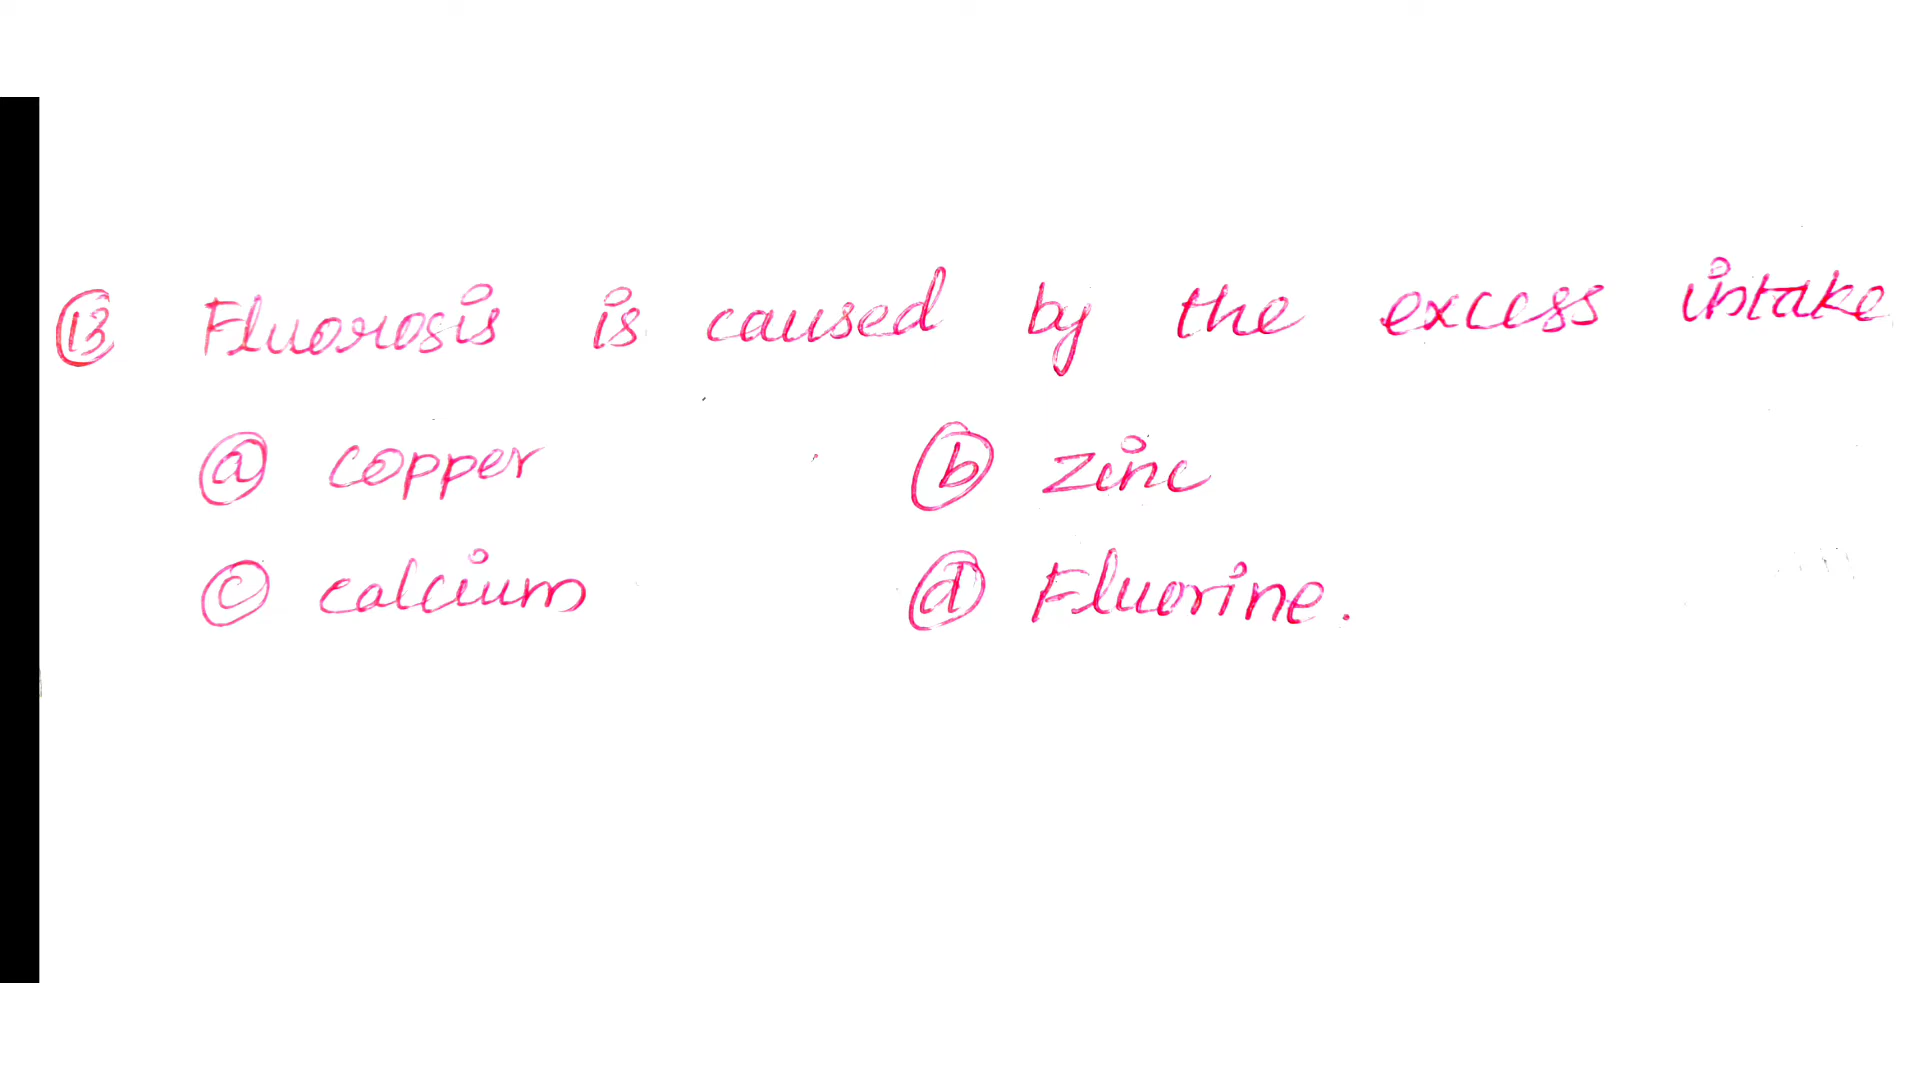 13 Fluorosis is caused by the excess intake
a copper b zinc
c calcium d Fluorine.